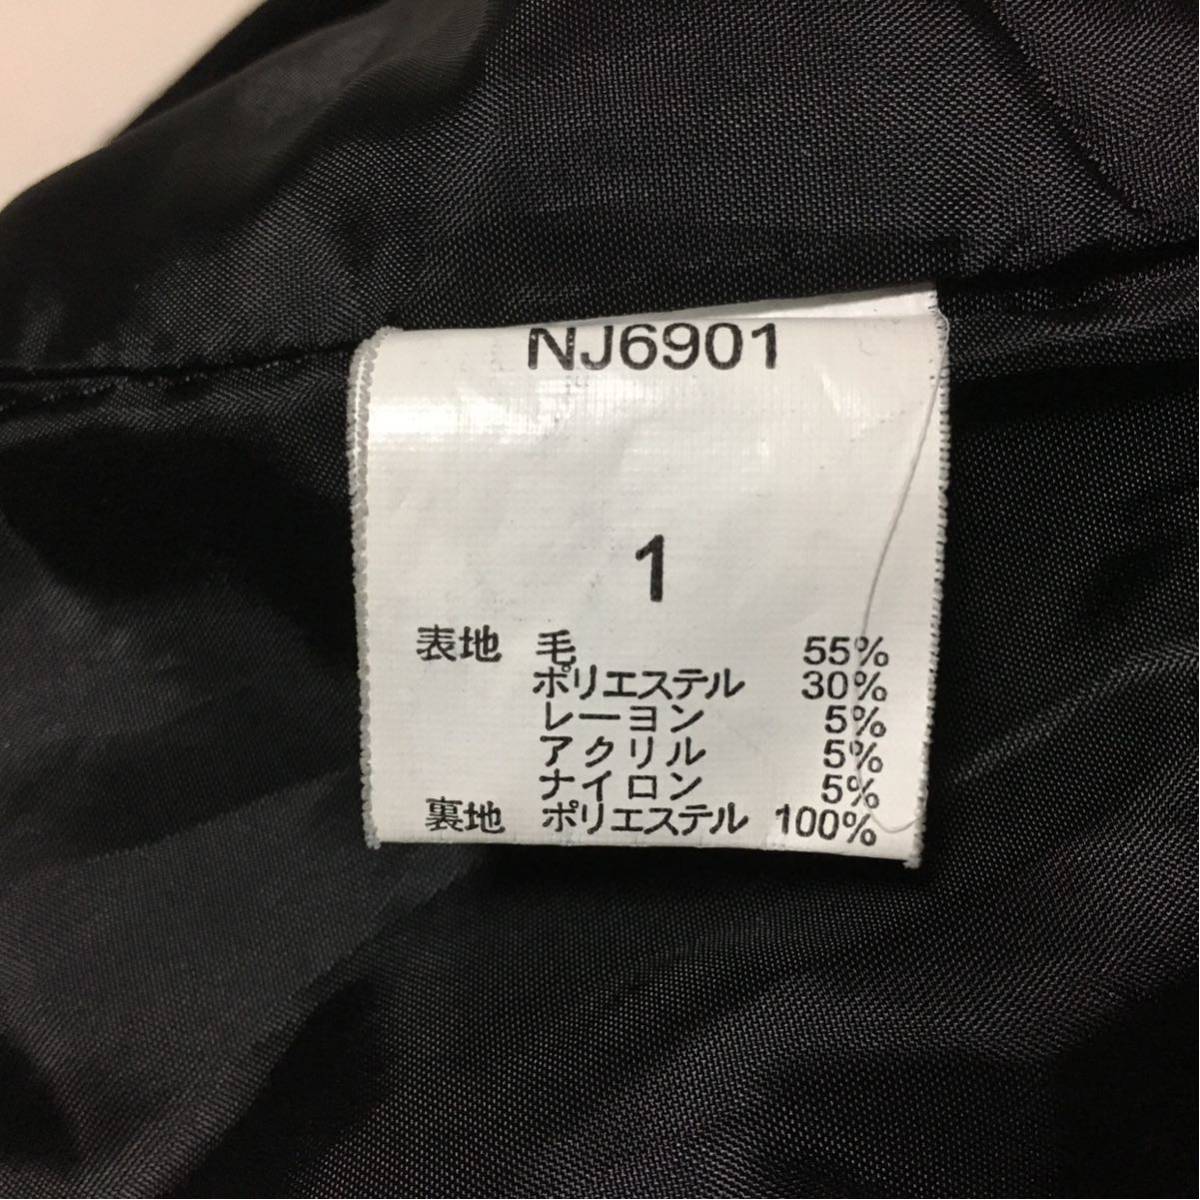 NJ6901
1
表地 毛 55%
ポリエステル 30%
レーヨン 5%
アクリル 5%
ナイロン 5%
裏地 ポリエステル 100%